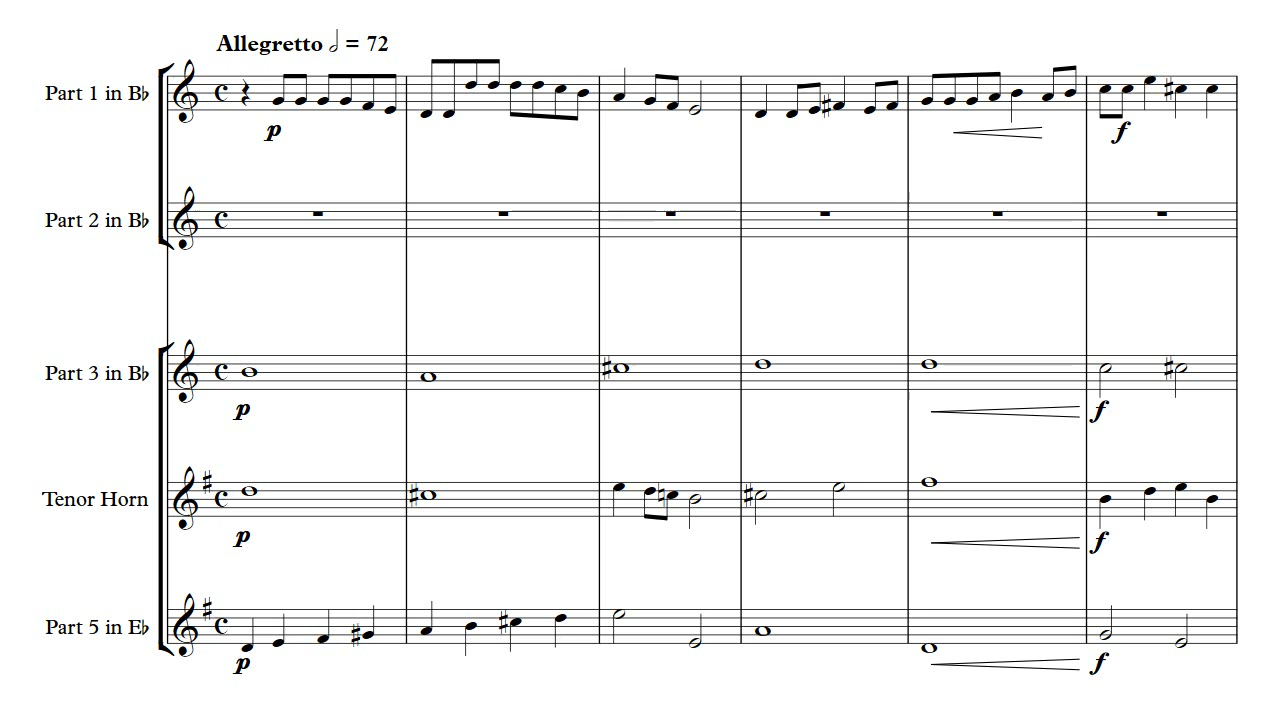 Allegretto 𝅗𝅥 = 72
Part 1 in B♭
p
f
Part 2 in B♭
Part 3 in B♭
p
f
Tenor Horn
p
f
Part 5 in E♭
p
f